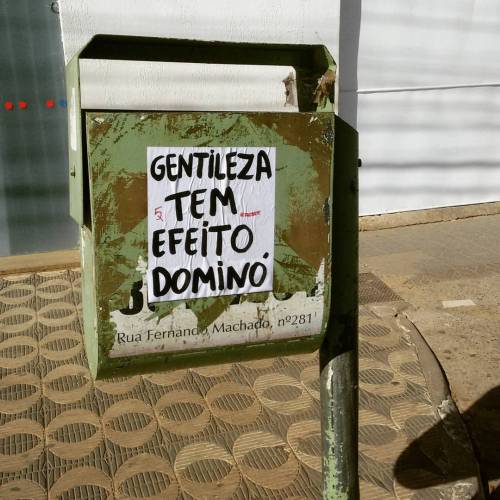 GENTILEZA
TEM
EFEITO
DOMINÓ
Rua Fernando Machado, nº281